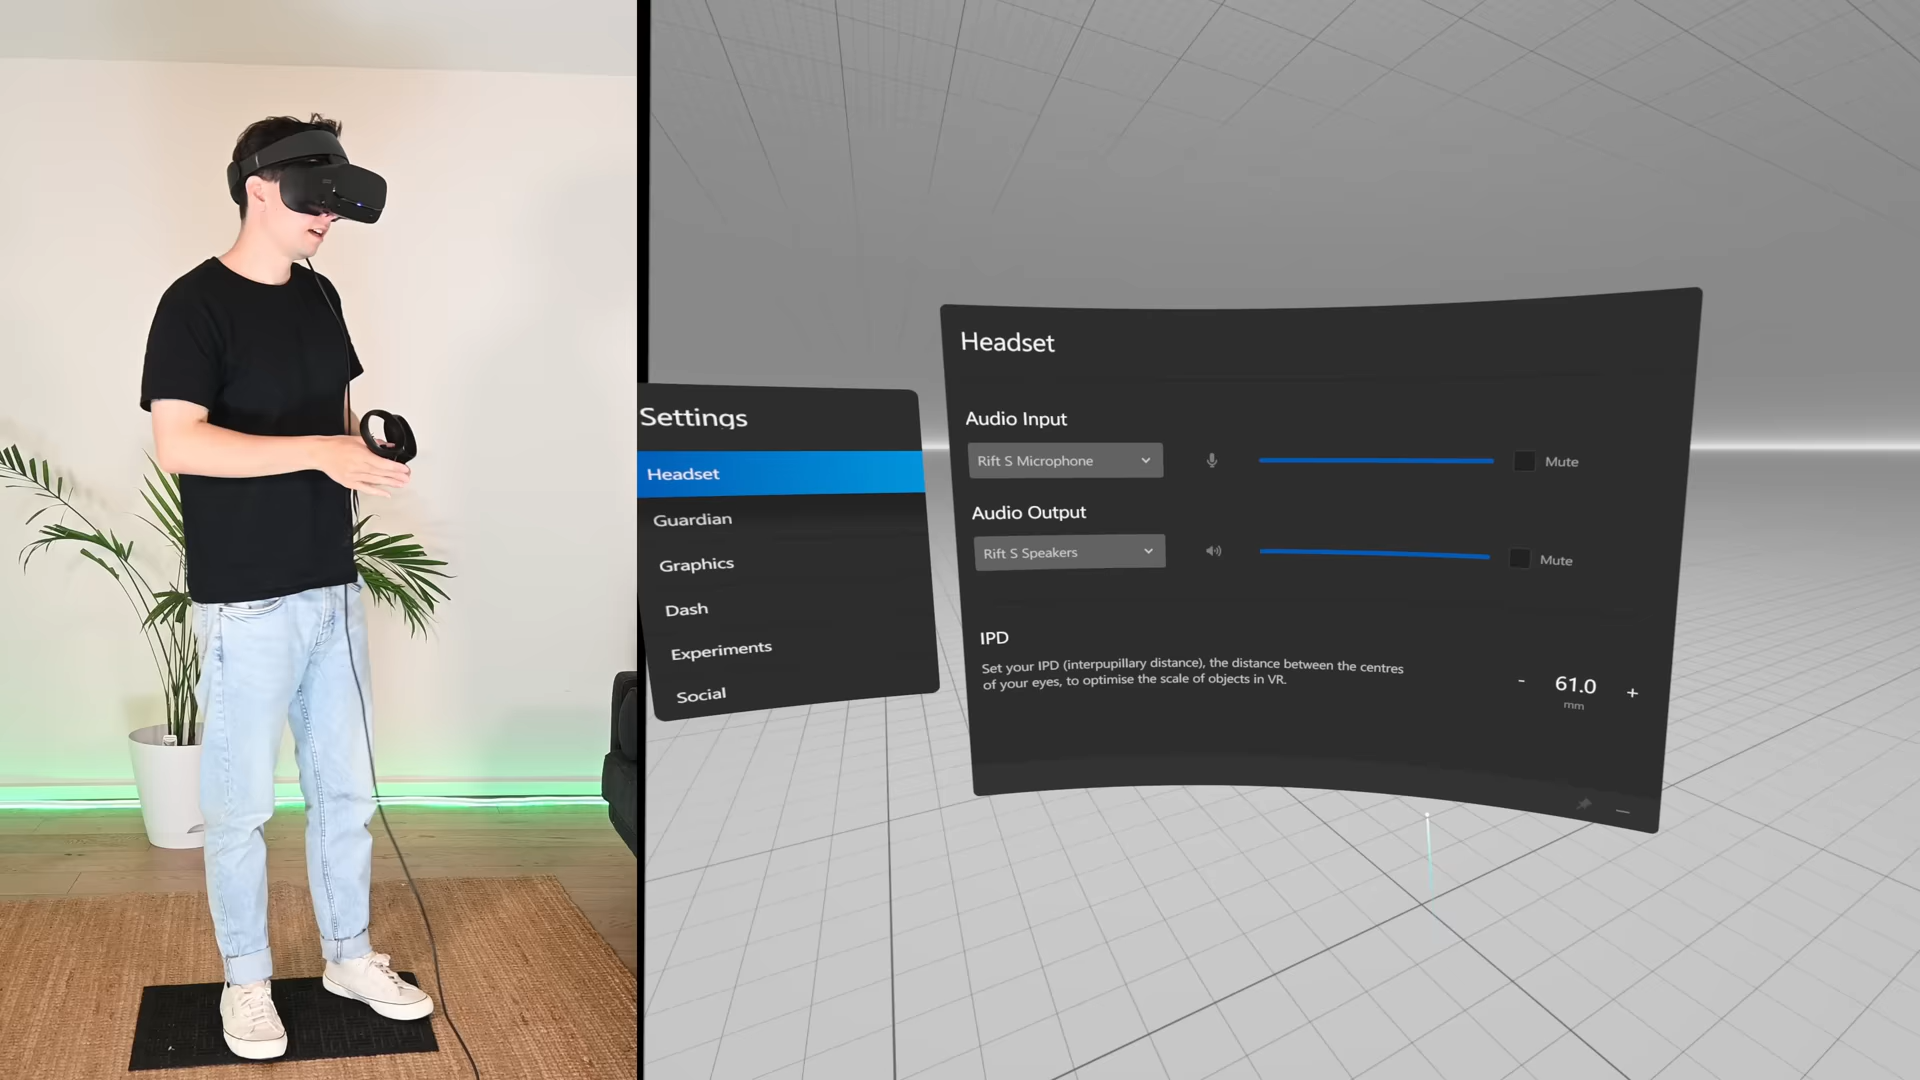 Settings
Headset
Guardian
Graphics
Dash
Experiments
Social
Headset
Audio Input
Rift S Microphone
Mute
Audio Output
Rift S Speakers
Mute
IPD
Set your IPD (interpupillary distance), the distance between the centres
of your eyes, to optimise the scale of objects in VR.
- 61.0 +
mm